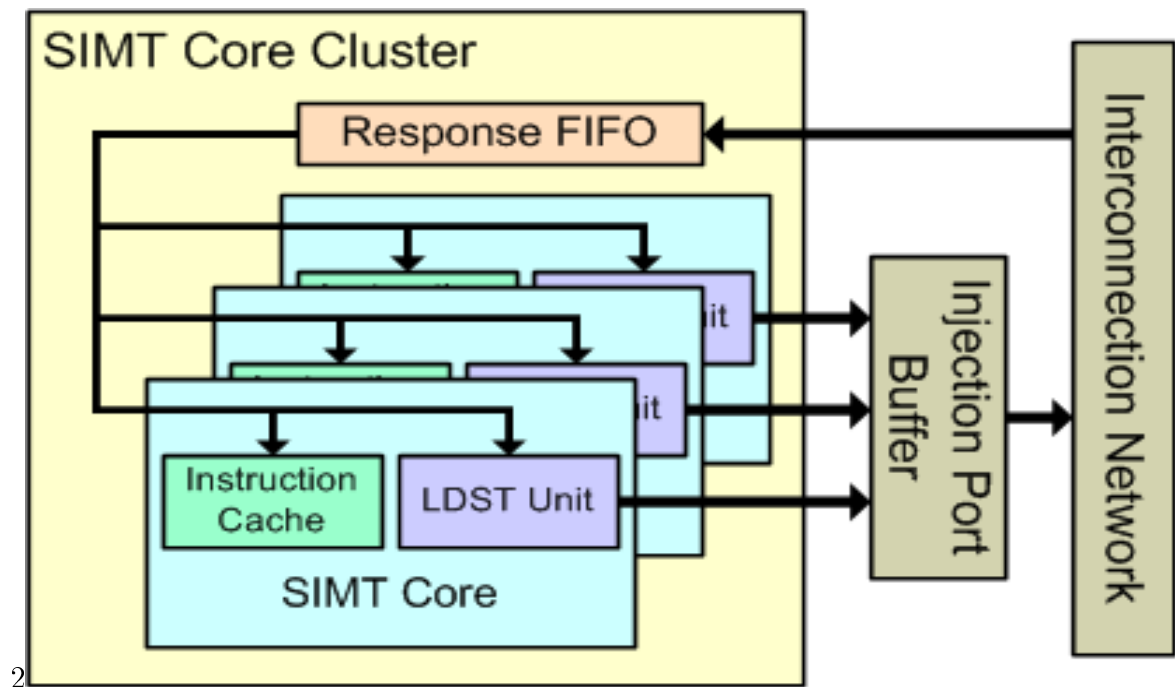 SIMT Core Cluster
Response FIFO
Interconnection Network
Injection Port
Buffer
Instruction
Cache
LDST Unit
SIMT Core
2